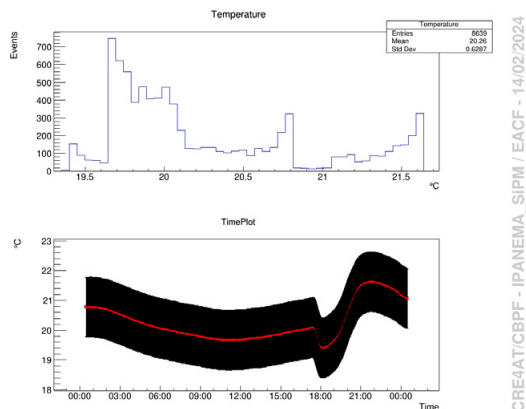 Temperature
Events
Temperature
Entries 8639
Mean 20.26
Std Dev 0.6287
700
600
500
400
300
200
100
0
19.5 20 20.5 21 21.5
ºC
TimePlot
ºC
23
22
21
20
19
18
00:00 03:00 06:00 09:00 12:00 15:00 18:00 21:00 00:00
Time
CRE4AT/CBPF - IPANEMA_SiPM / EACF - 14/02/2024